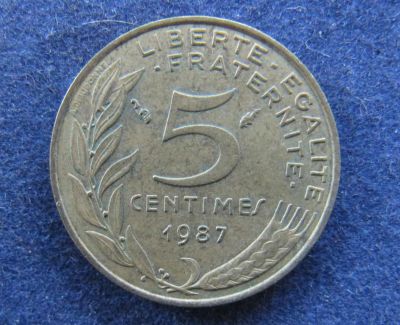 LIBERTE · EGALITE
· FRATERNITE ·
5
CENTIMES
1987